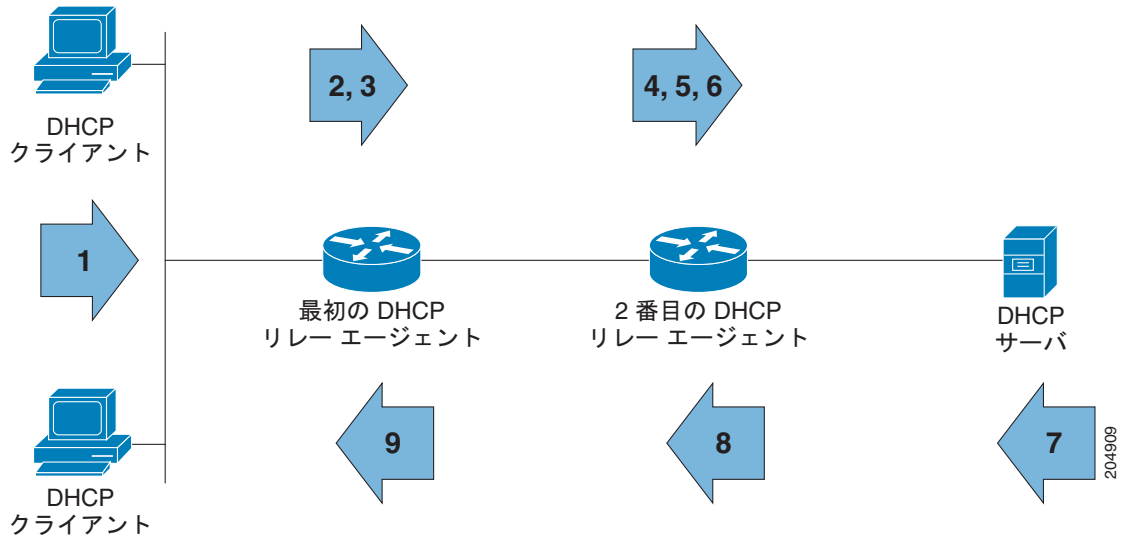 DHCP
クライアント
2, 3
4, 5, 6
1
最初の DHCP
リレー エージェント
2 番目の DHCP
リレー エージェント
DHCP
サーバ
DHCP
クライアント
9
8
7
204909